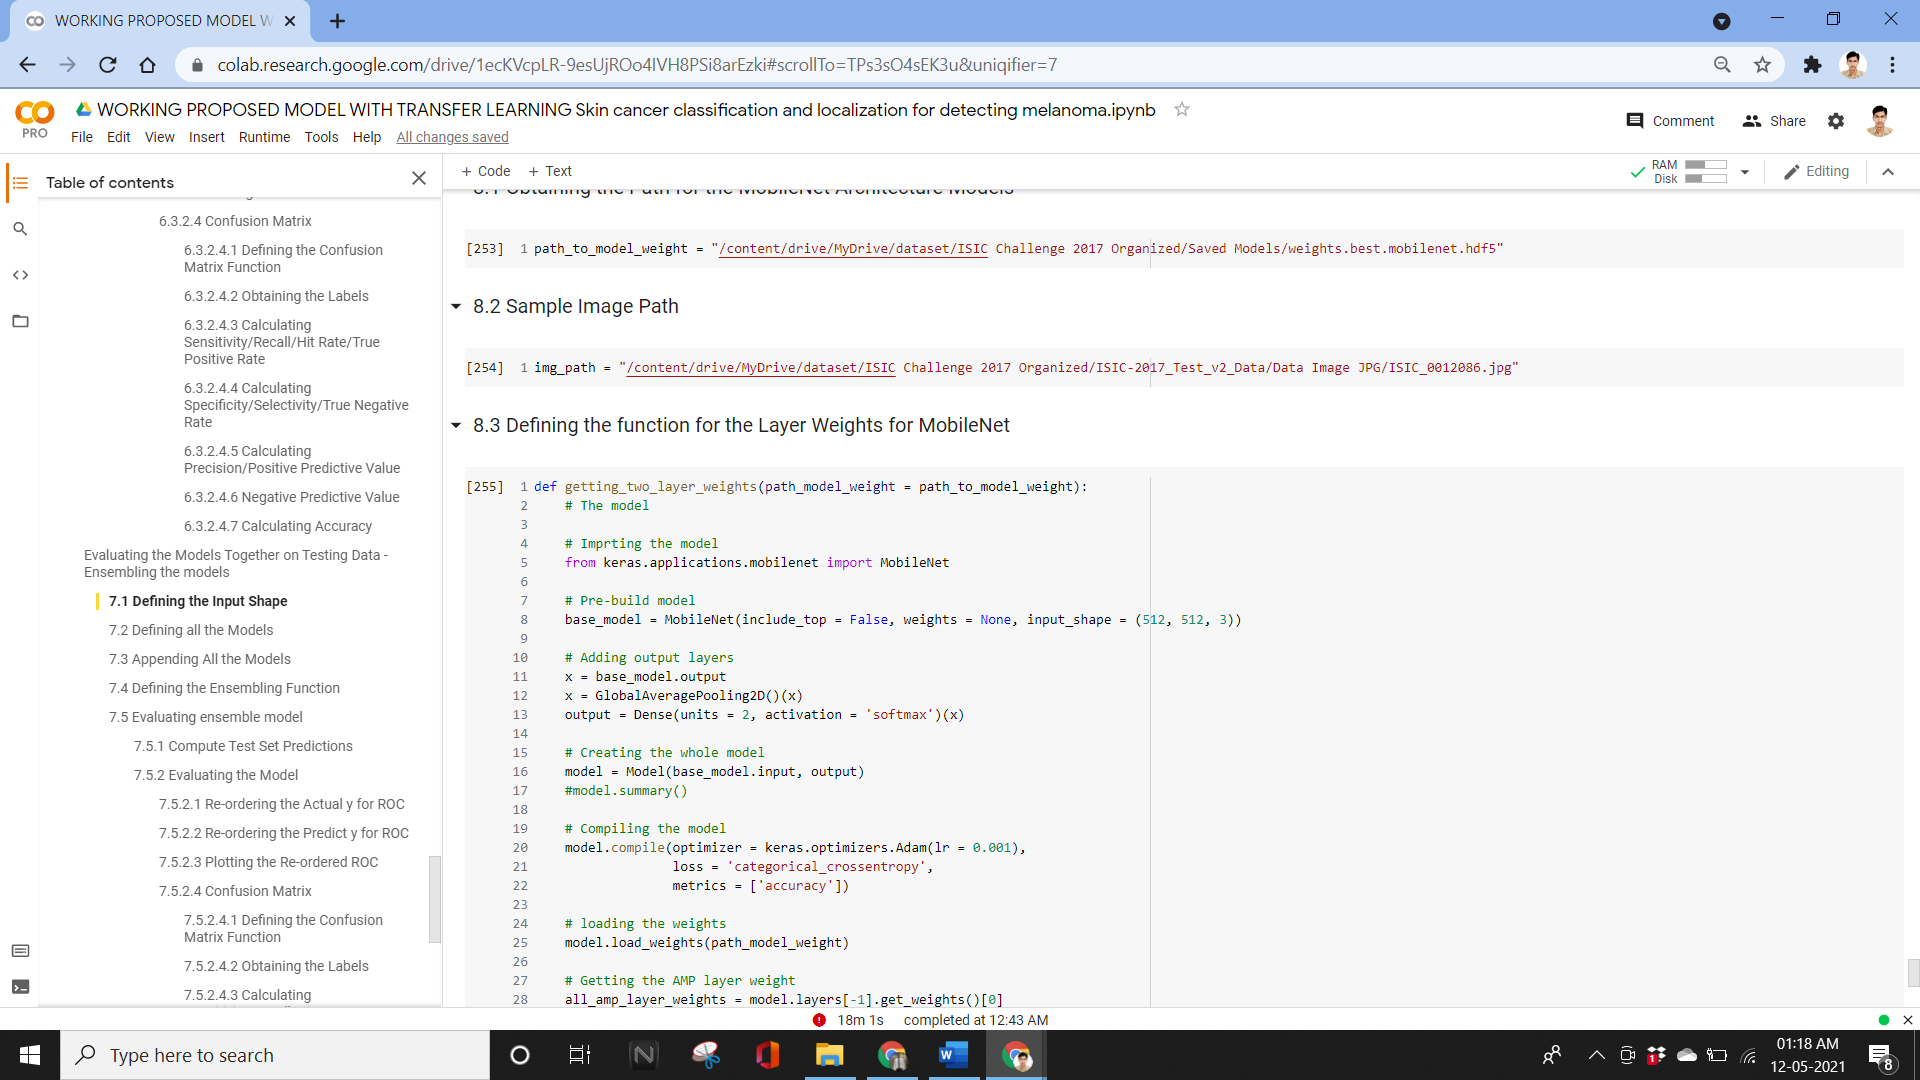 WORKING PROPOSED MODEL W
colab.research.google.com/drive/1ecKVcpLR-9esUjROo4IVH8PSi8arEzki#scrollTo=TPs3sO4sEK3u&uniqifier=7
PRO
WORKING PROPOSED MODEL WITH TRANSFER LEARNING Skin cancer classification and localization for detecting melanoma.ipynb
File Edit View Insert Runtime Tools Help All changes saved
Comment Share
Table of contents
6.3.2.4 Confusion Matrix
6.3.2.4.1 Defining the Confusion
Matrix Function
6.3.2.4.2 Obtaining the Labels
6.3.2.4.3 Calculating
Sensitivity/Recall/Hit Rate/True
Positive Rate
6.3.2.4.4 Calculating
Specificity/Selectivity/True Negative
Rate
6.3.2.4.5 Calculating
Precision/Positive Predictive Value
6.3.2.4.6 Negative Predictive Value
6.3.2.4.7 Calculating Accuracy
Evaluating the Models Together on Testing Data -
Ensembling the models
7.1 Defining the Input Shape
7.2 Defining all the Models
7.3 Appending All the Models
7.4 Defining the Ensembling Function
7.5 Evaluating ensemble model
7.5.1 Compute Test Set Predictions
7.5.2 Evaluating the Model
7.5.2.1 Re-ordering the Actual y for ROC
7.5.2.2 Re-ordering the Predict y for ROC
7.5.2.3 Plotting the Re-ordered ROC
7.5.2.4 Confusion Matrix
7.5.2.4.1 Defining the Confusion
Matrix Function
7.5.2.4.2 Obtaining the Labels
7.5.2.4.3 Calculating
+ Code + Text
RAM
Disk
Editing
8.1 Obtaining the Path for the MobileNet Architecture Models
[253] 1 path_to_model_weight = "/content/drive/MyDrive/dataset/ISIC Challenge 2017 Organized/Saved Models/weights.best.mobilenet.hdf5"
8.2 Sample Image Path
[254] 1 img_path = "/content/drive/MyDrive/dataset/ISIC Challenge 2017 Organized/ISIC-2017_Test_v2_Data/Data Image JPG/ISIC_0012086.jpg"
8.3 Defining the function for the Layer Weights for MobileNet
[255] 1 def getting_two_layer_weights(path_model_weight = path_to_model_weight):
2 # The model
3
4 # Imprting the model
5 from keras.applications.mobilenet import MobileNet
6
7 # Pre-build model
8 base_model = MobileNet(include_top = False, weights = None, input_shape = (512, 512, 3))
9
10 # Adding output layers
11 x = base_model.output
12 x = GlobalAveragePooling2D()(x)
13 output = Dense(units = 2, activation = 'softmax')(x)
14
15 # Creating the whole model
16 model = Model(base_model.input, output)
17 #model.summary()
18
19 # Compiling the model
20 model.compile(optimizer = keras.optimizers.Adam(lr = 0.001),
21 loss = 'categorical_crossentropy',
22 metrics = ['accuracy'])
23
24 # loading the weights
25 model.load_weights(path_model_weight)
26
27 # Getting the AMP layer weight
28 all_amp_layer_weights = model.layers[-1].get_weights()[0]
18m 1s completed at 12:43 AM
Type here to search
01:18 AM
12-05-2021
8